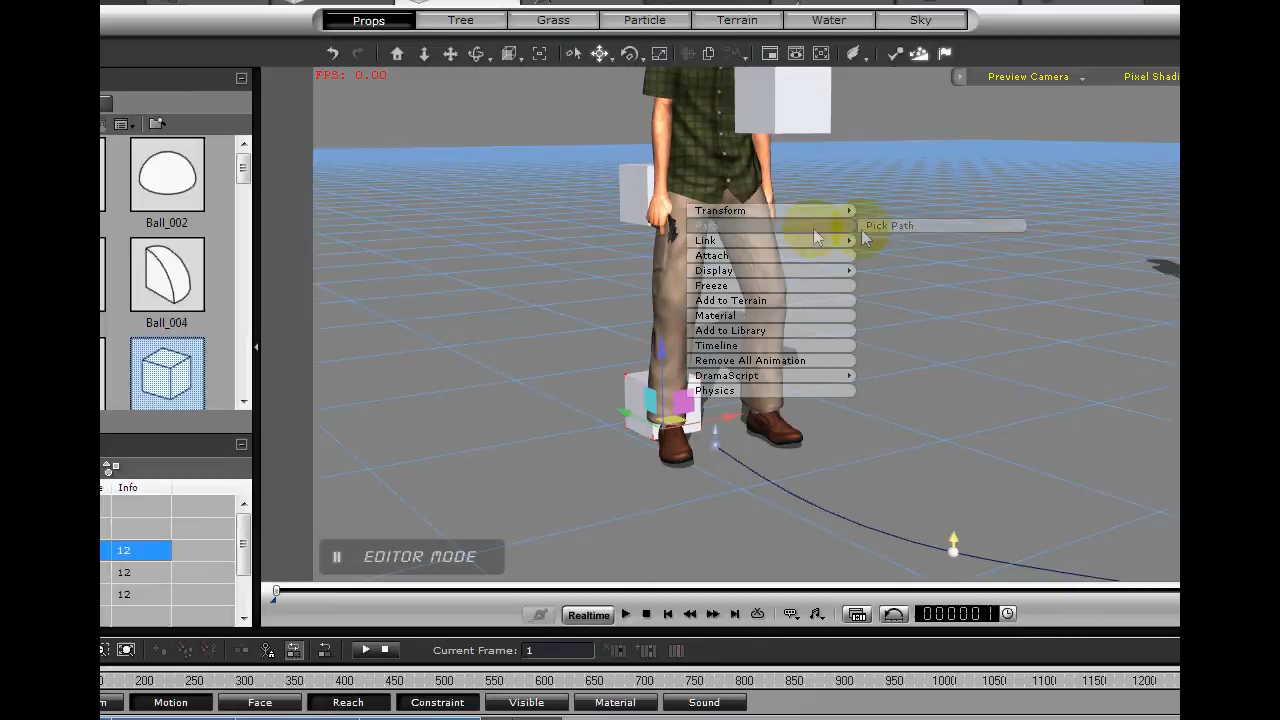 Props Tree Grass Particle Terrain Water Sky
FPS: 0.00
Preview Camera
Pixel Shadi
Ball_002
Ball_004
Transform
Path
Pick Path
Link
Attach
Display
Freeze
Add to Terrain
Material
Add to Library
Timeline
Remove All Animation
DramaScript
Physics
Info
12
12
12
EDITOR MODE
Realtime
000001
Current Frame: 1
200 250 300 350 400 450 500 550 600 650 700 750 800 850 900 950 1000 1050 1100 1150 1200
m Motion Face Reach Constraint Visible Material Sound